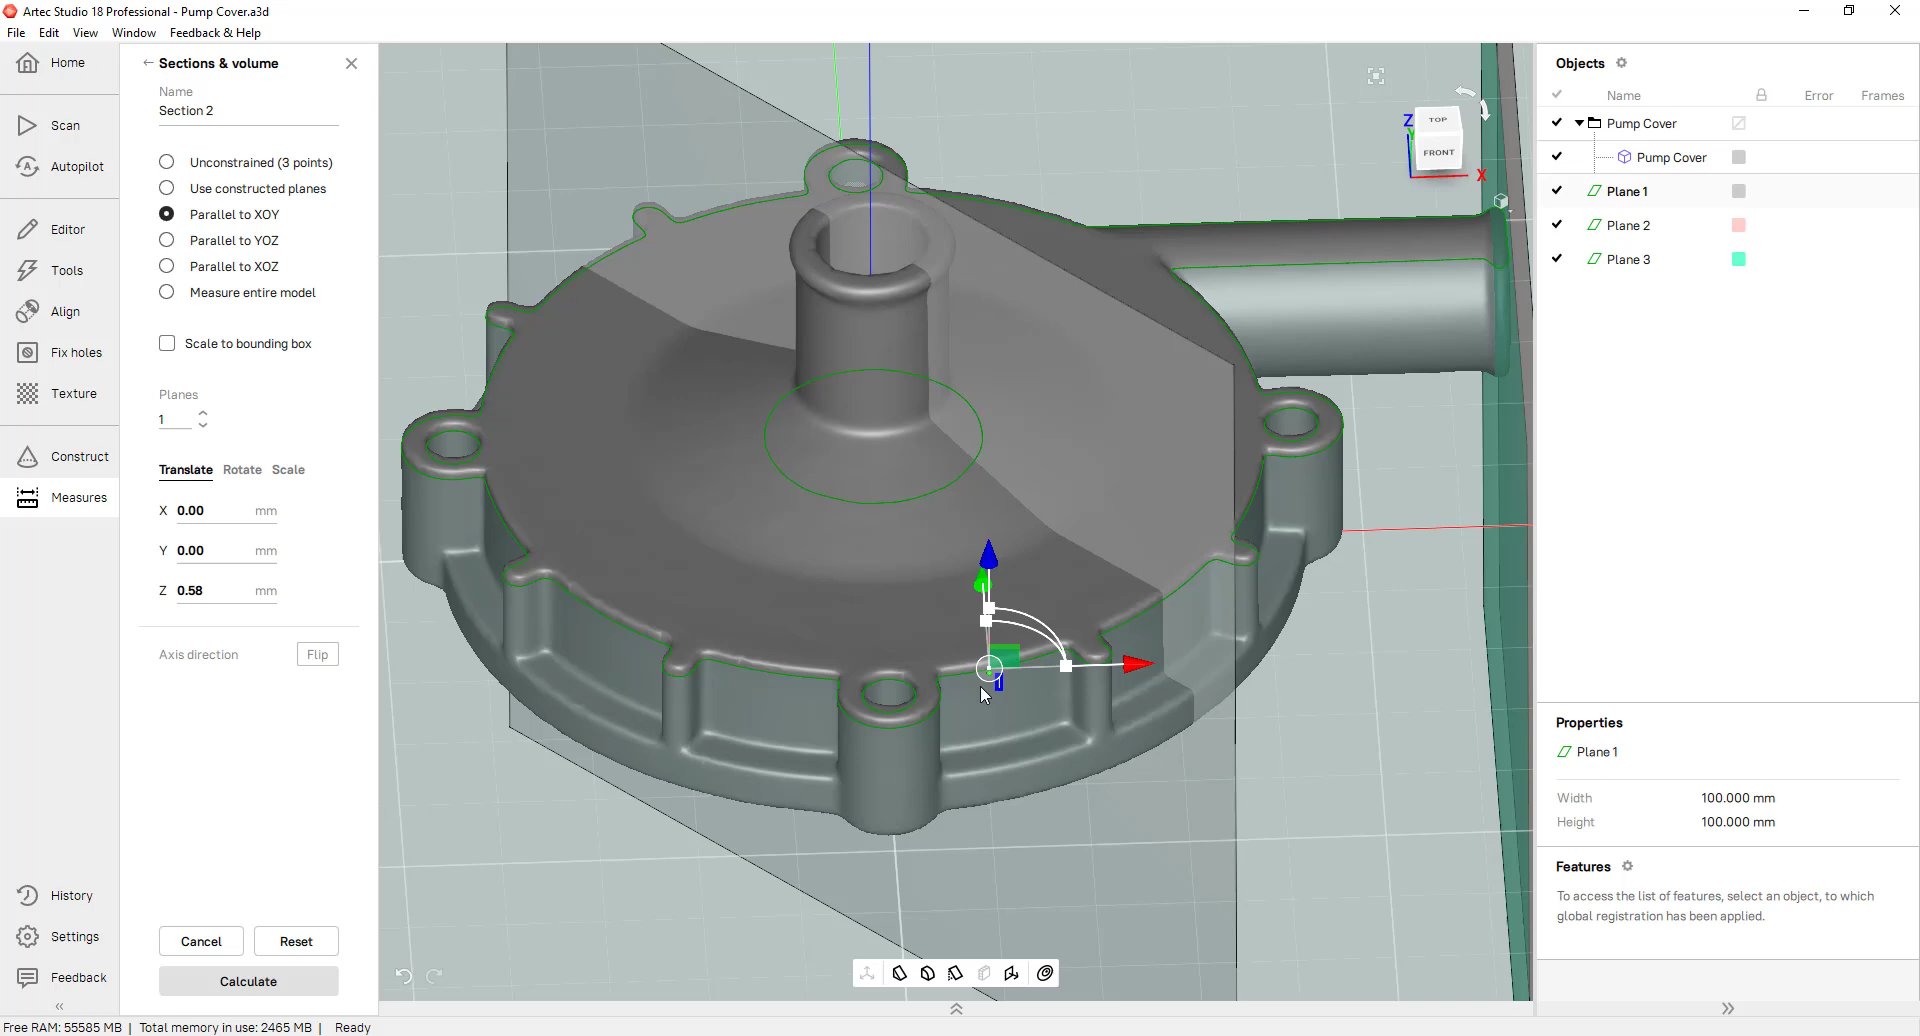 Artec Studio 18 Professional - Pump Cover.a3d
File Edit View Window Feedback & Help
Home
Scan
Autopilot
Editor
Tools
Align
Fix holes
Texture
Construct
Measures
History
Settings
Feedback
Sections & volume
Name
Section 2
Unconstrained (3 points)
Use constructed planes
Parallel to XOY
Parallel to YOZ
Parallel to XOZ
Measure entire model
Scale to bounding box
Planes
1
Translate Rotate Scale
X 0.00 mm
Y 0.00 mm
Z 0.58 mm
Axis direction Flip
Cancel Reset
Calculate
Z
Y
X
TOP
FRONT
Objects
Name Error Frames
Pump Cover
Pump Cover
Plane 1
Plane 2
Plane 3
Properties
Plane 1
Width 100.000 mm
Height 100.000 mm
Features
To access the list of features, select an object, to which
global registration has been applied.
Free RAM: 55585 MB | Total memory in use: 2465 MB | Ready